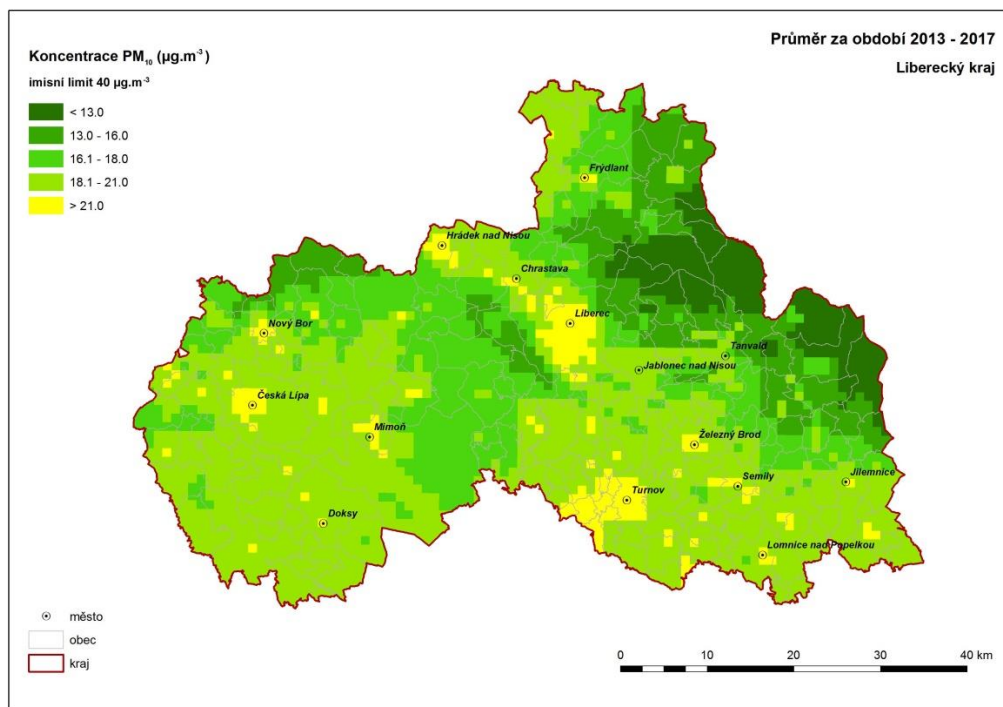 Koncentrace PM₁₀ (µg.m⁻³)
imisní limit 40 µg.m⁻³
< 13.0
13.0 - 16.0
16.1 - 18.0
18.1 - 21.0
> 21.0
Průměr za období 2013 - 2017
Liberecký kraj
Frýdlant
Hrádek nad Nisou
Chrastava
Liberec
Nový Bor
Tanvald
Jablonec nad Nisou
Česká Lípa
Mimoň
Železný Brod
Semily
Jilemnice
Turnov
Doksy
Lomnice nad Popelkou
město
obec
kraj
0 10 20 30 40 km